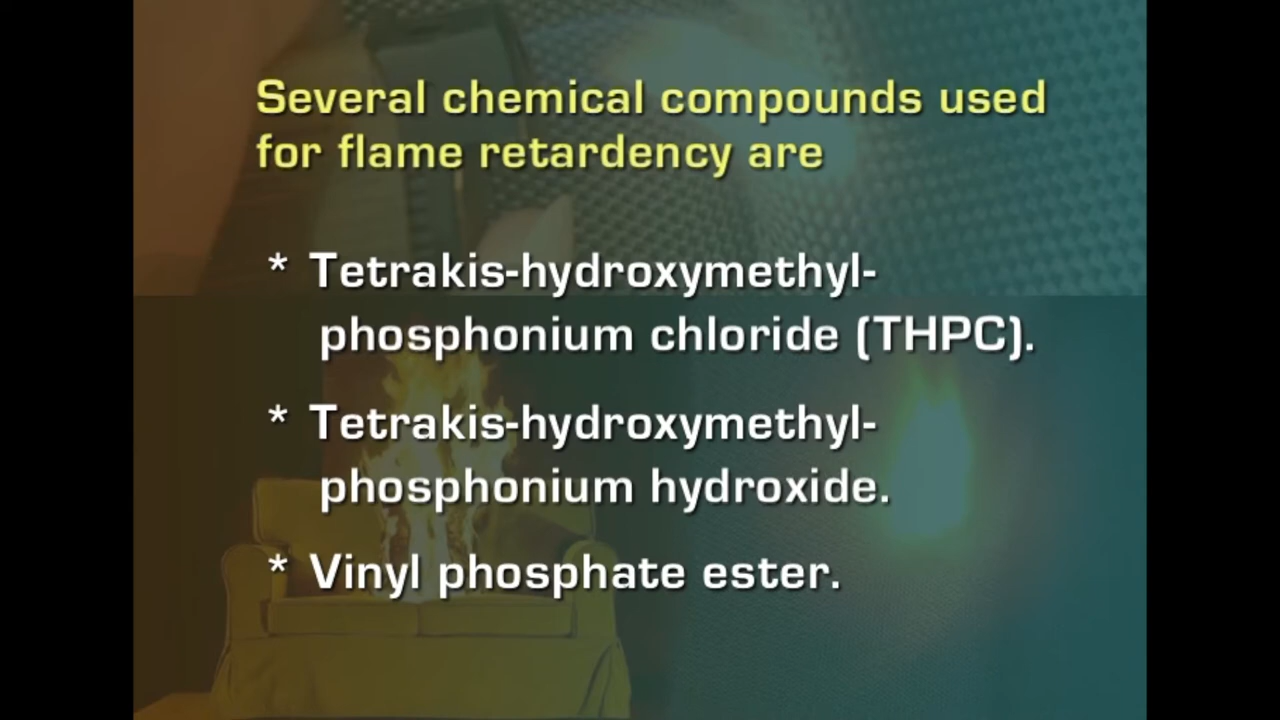 Several chemical compounds used
for flame retardency are
* Tetrakis-hydroxymethyl-
phosphonium chloride (THPC).
* Tetrakis-hydroxymethyl-
phosphonium hydroxide.
* Vinyl phosphate ester.